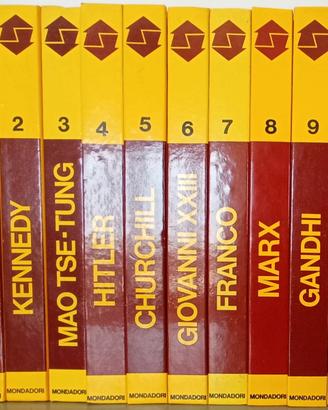 2
KENNEDY
MONDADORI
3
MAO TSE-TUNG
MONDADORI
4
HITLER
MONDADORI
5
CHURCHILL
MONDADORI
6
GIOVANNI XXIII
MONDADORI
7
FRANCO
MONDADORI
8
MARX
MONDADORI
9
GANDHI
MONDADORI